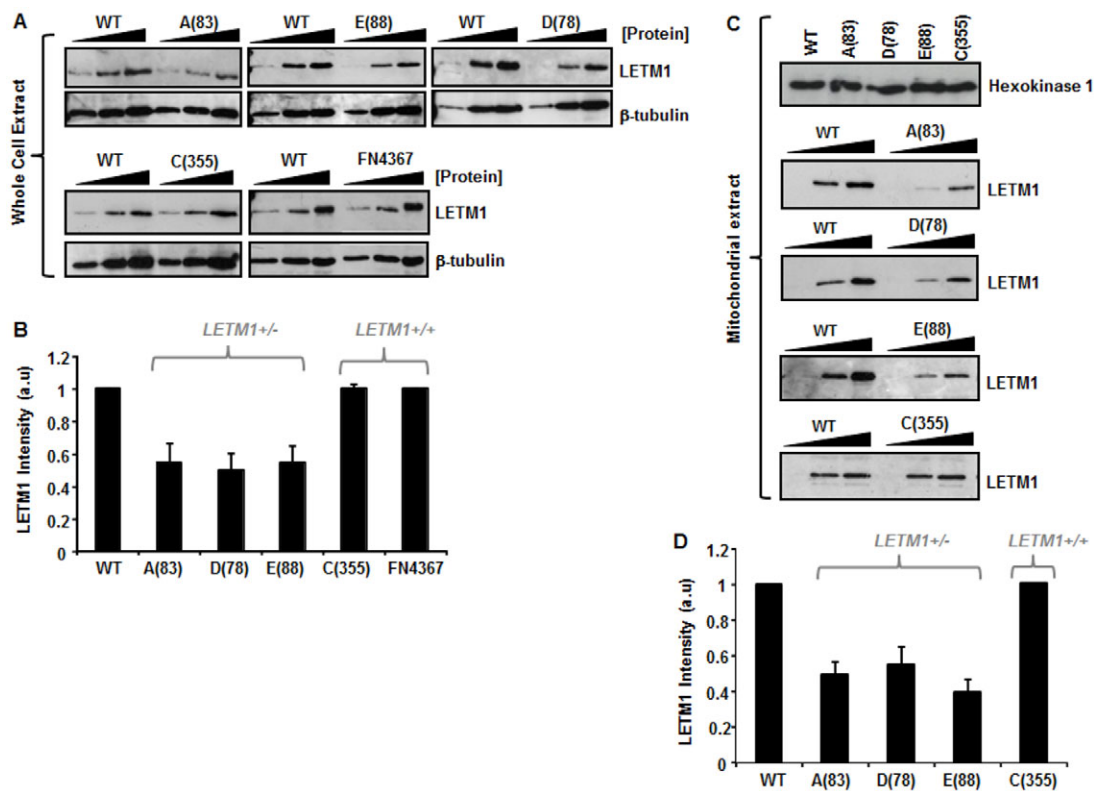 A
WT A(83) WT E(88) WT D(78) [Protein]
LETM1
β-tubulin
Whole Cell Extract
WT C(355) WT FN4367
[Protein]
LETM1
β-tubulin
B
LETM1+/- LETM1+/+
LETM1 Intensity (a.u)
1.2
1
0.8
0.6
0.4
0.2
0
WT A(83) D(78) E(88) C(355) FN4367
C
WT A(83) D(78) E(88) C(355)
Hexokinase 1
Mitochondrial extract
WT A(83)
LETM1
WT D(78)
LETM1
WT E(88)
LETM1
WT C(355)
LETM1
D
LETM1+/- LETM1+/+
LETM1 Intensity (a.u)
1.2
1
0.8
0.6
0.4
0.2
0
WT A(83) D(78) E(88) C(355)